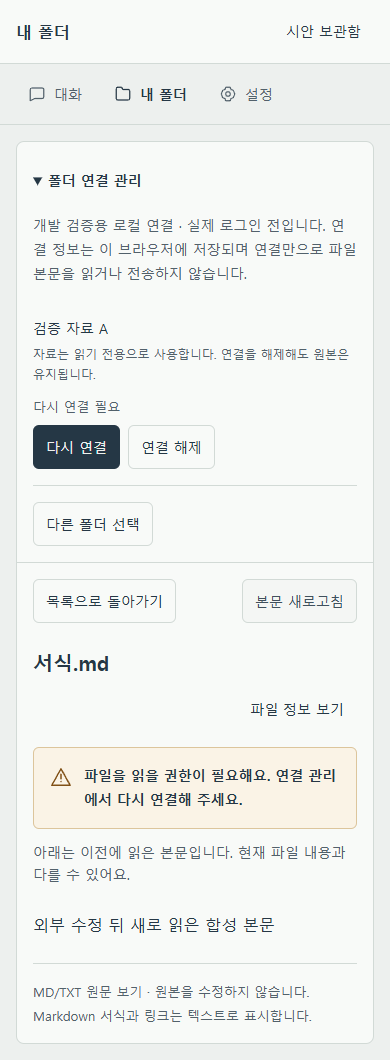 내 폴더
시안 보관함
대화
내 폴더
설정
▼ 폴더 연결 관리
개발 검증용 로컬 연결 · 실제 로그인 전입니다. 연
결 정보는 이 브라우저에 저장되며 연결만으로 파일
본문을 읽거나 전송하지 않습니다.
검증 자료 A
자료는 읽기 전용으로 사용합니다. 연결을 해제해도 원본은
유지됩니다.
다시 연결 필요
다시 연결
연결 해제
다른 폴더 선택
목록으로 돌아가기
본문 새로고침
서식.md
파일 정보 보기
파일을 읽을 권한이 필요해요. 연결 관리
에서 다시 연결해 주세요.
아래는 이전에 읽은 본문입니다. 현재 파일 내용과
다를 수 있어요.
외부 수정 뒤 새로 읽은 합성 본문
MD/TXT 원문 보기 · 원본을 수정하지 않습니다.
Markdown 서식과 링크는 텍스트로 표시합니다.